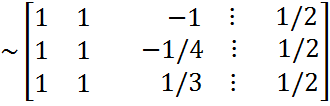 1 1 -1 ⋮ 1/2
~ 1 1 -1/4 ⋮ 1/2
1 1 1/3 ⋮ 1/2